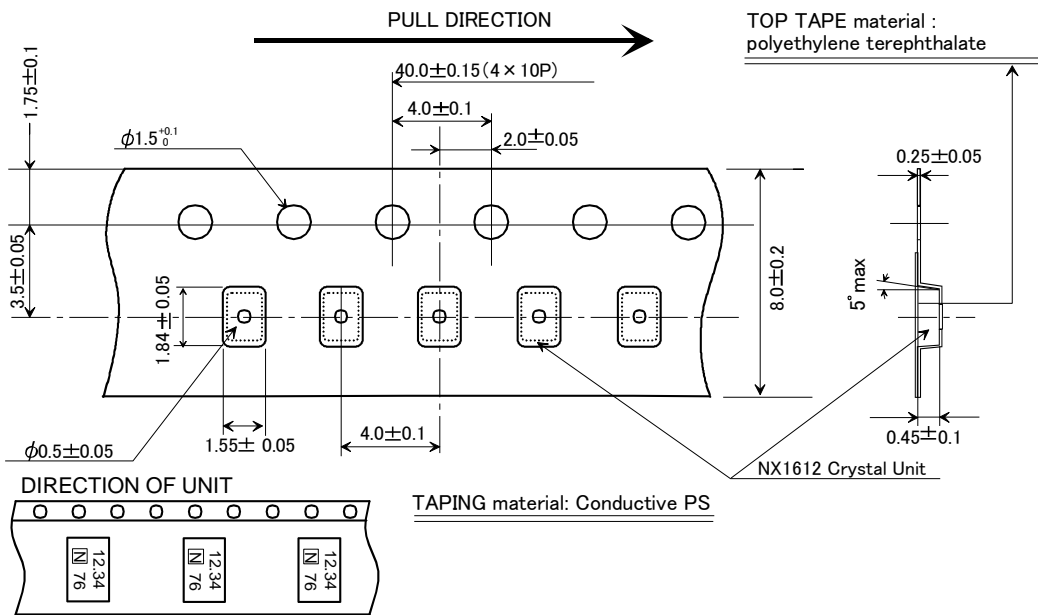 PULL DIRECTION
TOP TAPE material :
polyethylene terephthalate
1.75±0.1
40.0±0.15(4×10P)
4.0±0.1
2.0±0.05
φ1.5 +0.1 0
0.25±0.05
3.5±0.05
1.84±0.05
8.0±0.2
5° max
1.55± 0.05
4.0±0.1
φ0.5±0.05
0.45±0.1
NX1612 Crystal Unit
DIRECTION OF UNIT
TAPING material: Conductive PS
12.34
N 76
12.34
N 76
12.34
N 76